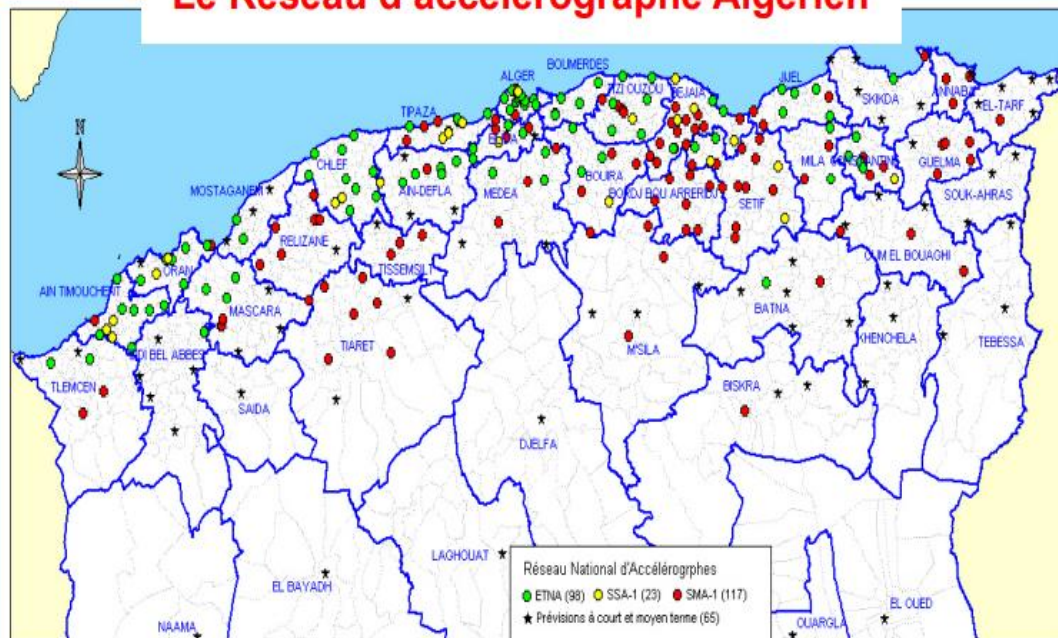 Le Réseau d'accélérographe Algérien
N
BOUMERDES
ALGER
TIZI OUZOU
BEJAIA
JIJEL
SKIKDA
ANNABA
EL-TARF
TIPAZA
CHLEF
AIN-DEFLA
MEDEA
BOUIRA
BORDJ BOU ARRERIDJ
SETIF
MILA
CONSTANTINE
GUELMA
SOUK-AHRAS
MOSTAGANEM
RELIZANE
TISSEMSILT
ORAN
AIN TIMOUCHENT
MASCARA
OUM EL BOUAGHI
BATNA
KHENCHELA
TEBESSA
DI BEL ABBES
TIARET
M'SILA
TLEMCEN
SAIDA
BISKRA
DJELFA
LAGHOUAT
EL BAYADH
NAAMA
OUARGLA
EL OUED
Réseau National d'Accélérogrphes
ETNA (98) SSA-1 (23) SMA-1 (117)
Prévisions à court et moyen terme (65)